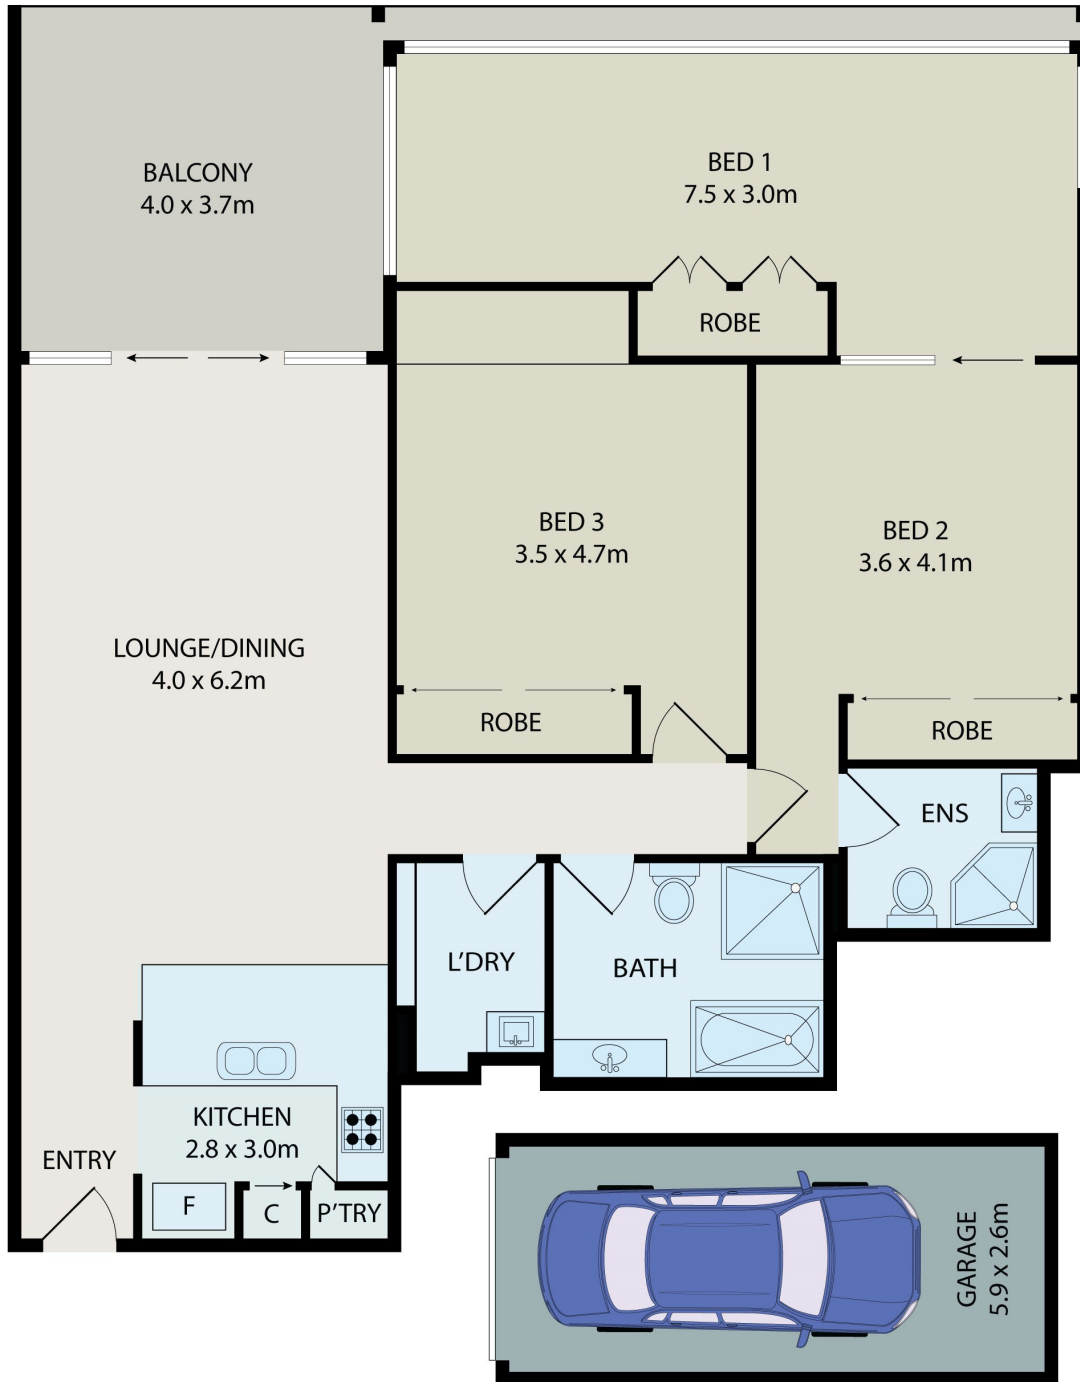 BALCONY
4.0 x 3.7m
BED 1
7.5 x 3.0m
ROBE
BED 3
3.5 x 4.7m
BED 2
3.6 x 4.1m
LOUNGE/DINING
4.0 x 6.2m
ROBE
ROBE
ENS
L'DRY
BATH
KITCHEN
2.8 x 3.0m
ENTRY
F
C
P'TRY
GARAGE
5.9 x 2.6m